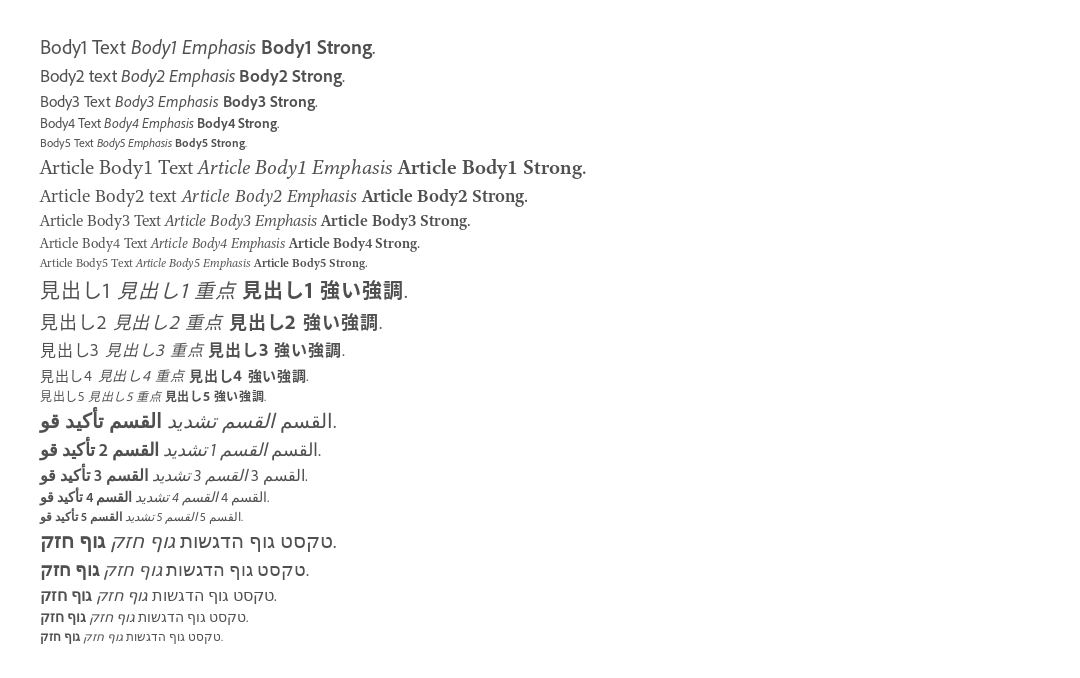 Body1 Text Body1 Emphasis Body1 Strong.
Body2 text Body2 Emphasis Body2 Strong.
Body3 Text Body3 Emphasis Body3 Strong.
Body4 Text Body4 Emphasis Body4 Strong.
Body5 Text Body5 Emphasis Body5 Strong.
Article Body1 Text Article Body1 Emphasis Article Body1 Strong.
Article Body2 text Article Body2 Emphasis Article Body2 Strong.
Article Body3 Text Article Body3 Emphasis Article Body3 Strong.
Article Body4 Text Article Body4 Emphasis Article Body4 Strong.
Article Body5 Text Article Body5 Emphasis Article Body5 Strong.
見出し1 見出し1 重点 見出し1 強い強調.
見出し2 見出し2 重点 見出し2 強い強調.
見出し3 見出し3 重点 見出し3 強い強調.
見出し4 見出し4 重点 見出し4 強い強調.
見出し5 見出し5 重点 見出し5 強い強調.
القسم القسم تشديد القسم تأكيد قو.
القسم القسم 1 تشديد القسم 2 تأكيد قو.
القسم 3 القسم 3 تشديد القسم 3 تأكيد قو.
القسم 4 القسم 4 تشديد القسم 4 تأكيد قو.
القسم 5 القسم 5 تشديد القسم 5 تأكيد قو.
טקסט גוף הדגשות גוף חזק גוף חזק.
טקסט גוף הדגשות גוף חזק גוף חזק.
טקסט גוף הדגשות גוף חזק גוף חזק.
טקסט גוף הדגשות גוף חזק גוף חזק.
טקסט גוף הדגשות גוף חזק גוף חזק.